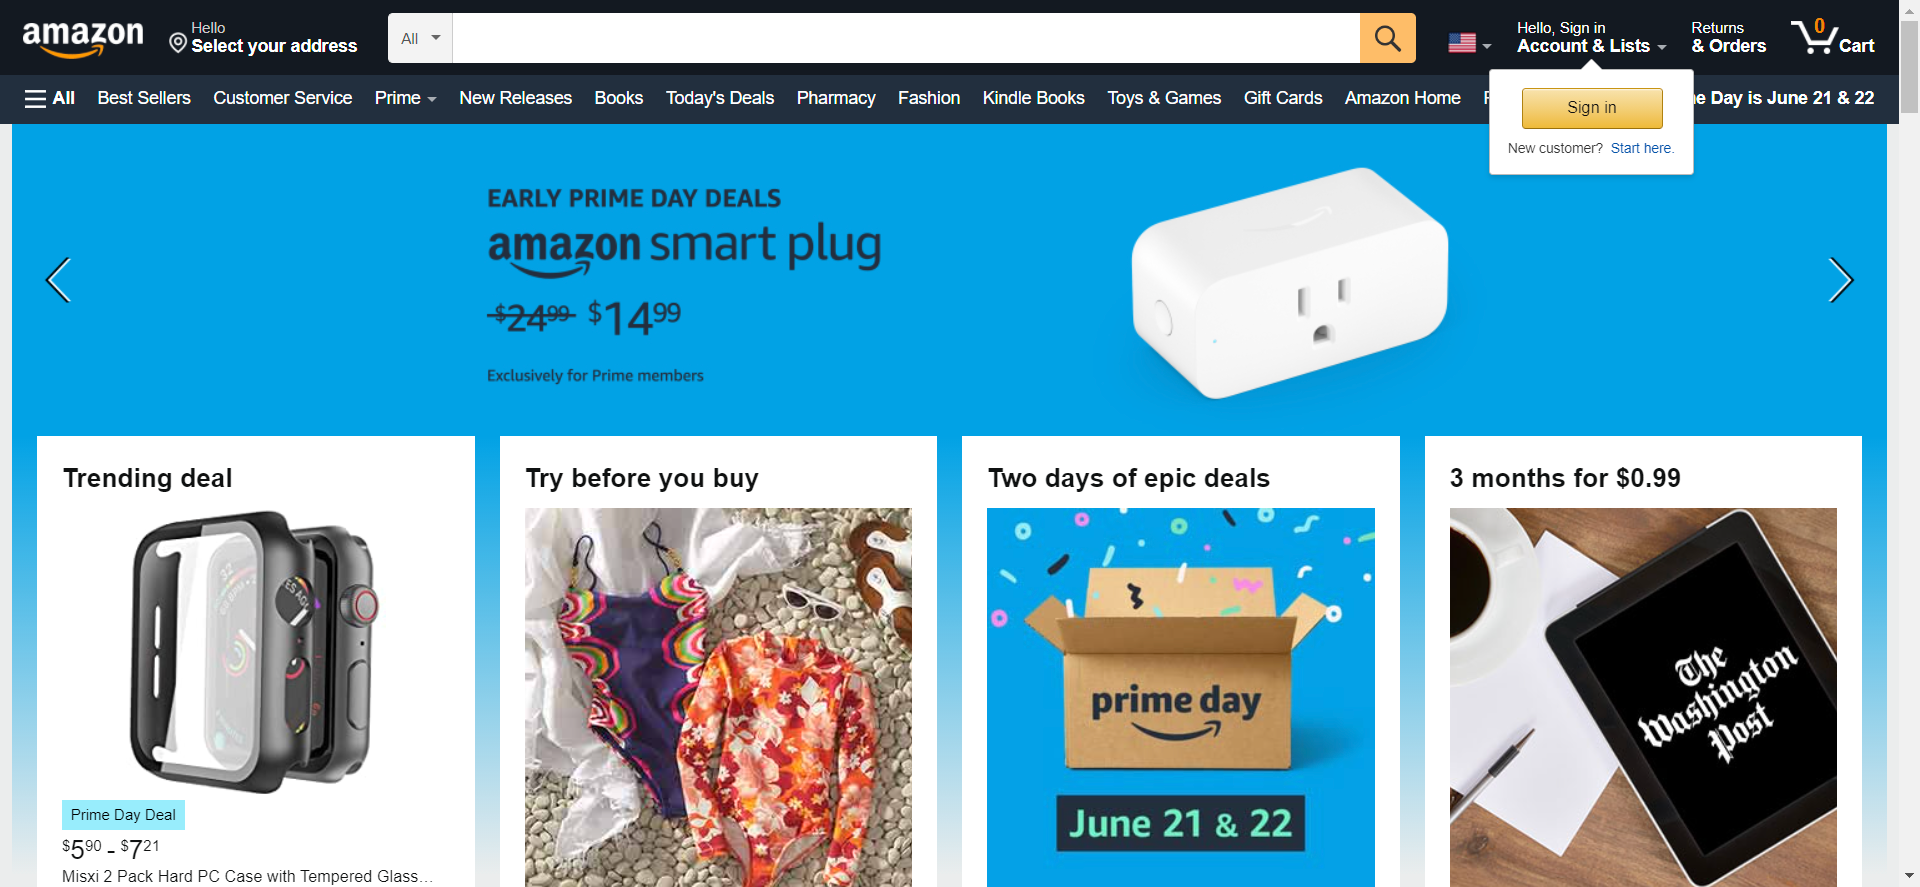 amazon
Hello
Select your address
All
Hello, Sign in
Account & Lists
Returns
& Orders
0
Cart
All
Best Sellers
Customer Service
Prime
New Releases
Books
Today's Deals
Pharmacy
Fashion
Kindle Books
Toys & Games
Gift Cards
Amazon Home
e Day is June 21 & 22
Sign in
New customer? Start here.
EARLY PRIME DAY DEALS
amazon smart plug
$24.99 $14.99
Exclusively for Prime members
Trending deal
Prime Day Deal
$5.90 - $7.21
Misxi 2 Pack Hard PC Case with Tempered Glass…
Try before you buy
Two days of epic deals
prime day
June 21 & 22
3 months for $0.99
The
Washington
Post